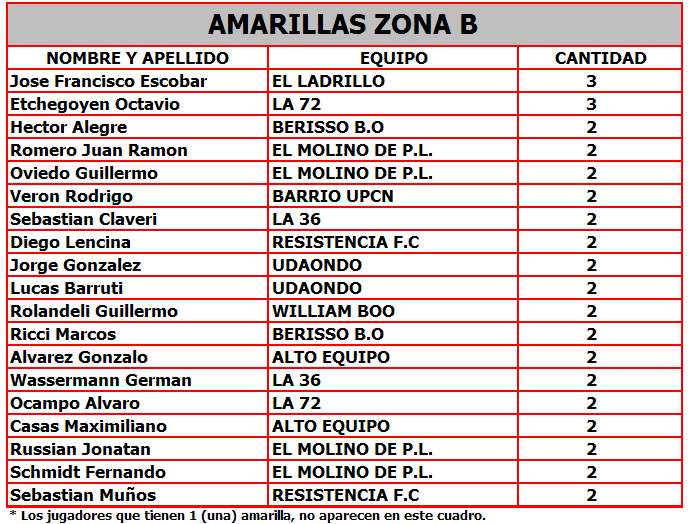 AMARILLAS ZONA B
NOMBRE Y APELLIDO EQUIPO CANTIDAD
Jose Francisco Escobar EL LADRILLO 3
Etchegoyen Octavio LA 72 3
Hector Alegre BERISSO B.O 2
Romero Juan Ramon EL MOLINO DE P.L. 2
Oviedo Guillermo EL MOLINO DE P.L. 2
Veron Rodrigo BARRIO UPCN 2
Sebastian Claveri LA 36 2
Diego Lencina RESISTENCIA F.C 2
Jorge Gonzalez UDAONDO 2
Lucas Barruti UDAONDO 2
Rolandeli Guillermo WILLIAM BOO 2
Ricci Marcos BERISSO B.O 2
Alvarez Gonzalo ALTO EQUIPO 2
Wassermann German LA 36 2
Ocampo Alvaro LA 72 2
Casas Maximiliano ALTO EQUIPO 2
Russian Jonatan EL MOLINO DE P.L. 2
Schmidt Fernando EL MOLINO DE P.L. 2
Sebastian Muños RESISTENCIA F.C 2
* Los jugadores que tienen 1 (una) amarilla, no aparecen en este cuadro.